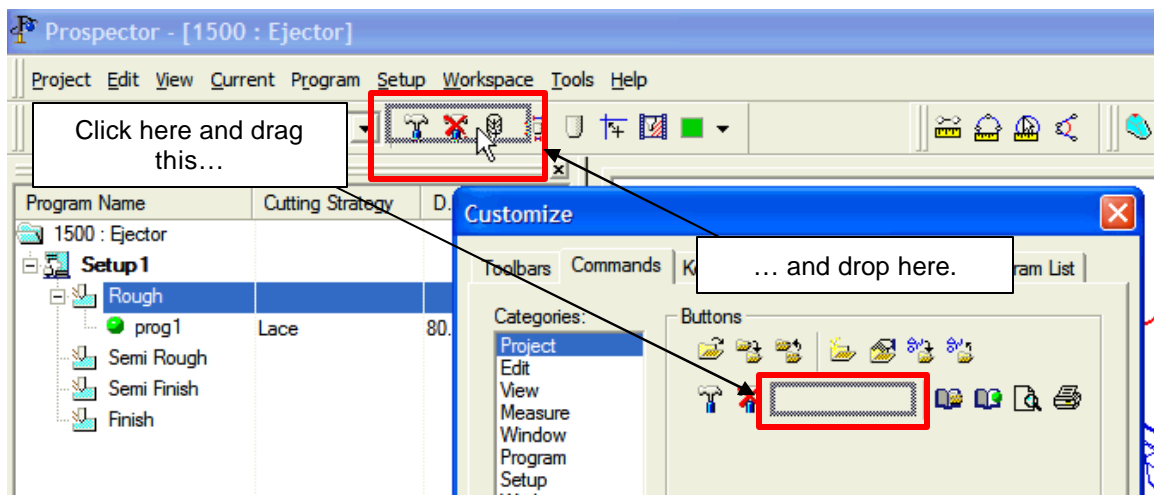 Prospector - [1500 : Ejector]
Project Edit View Current Program Setup Workspace Tools Help
Click here and drag
this…
Program Name Cutting Strategy D.
1500 : Ejector
Setup1
Rough
prog1 Lace 80.
Semi Rough
Semi Finish
Finish
Customize
… and drop here.
Toolbars Commands K ram List
Categories: Buttons
Project
Edit
View
Measure
Window
Program
Setup